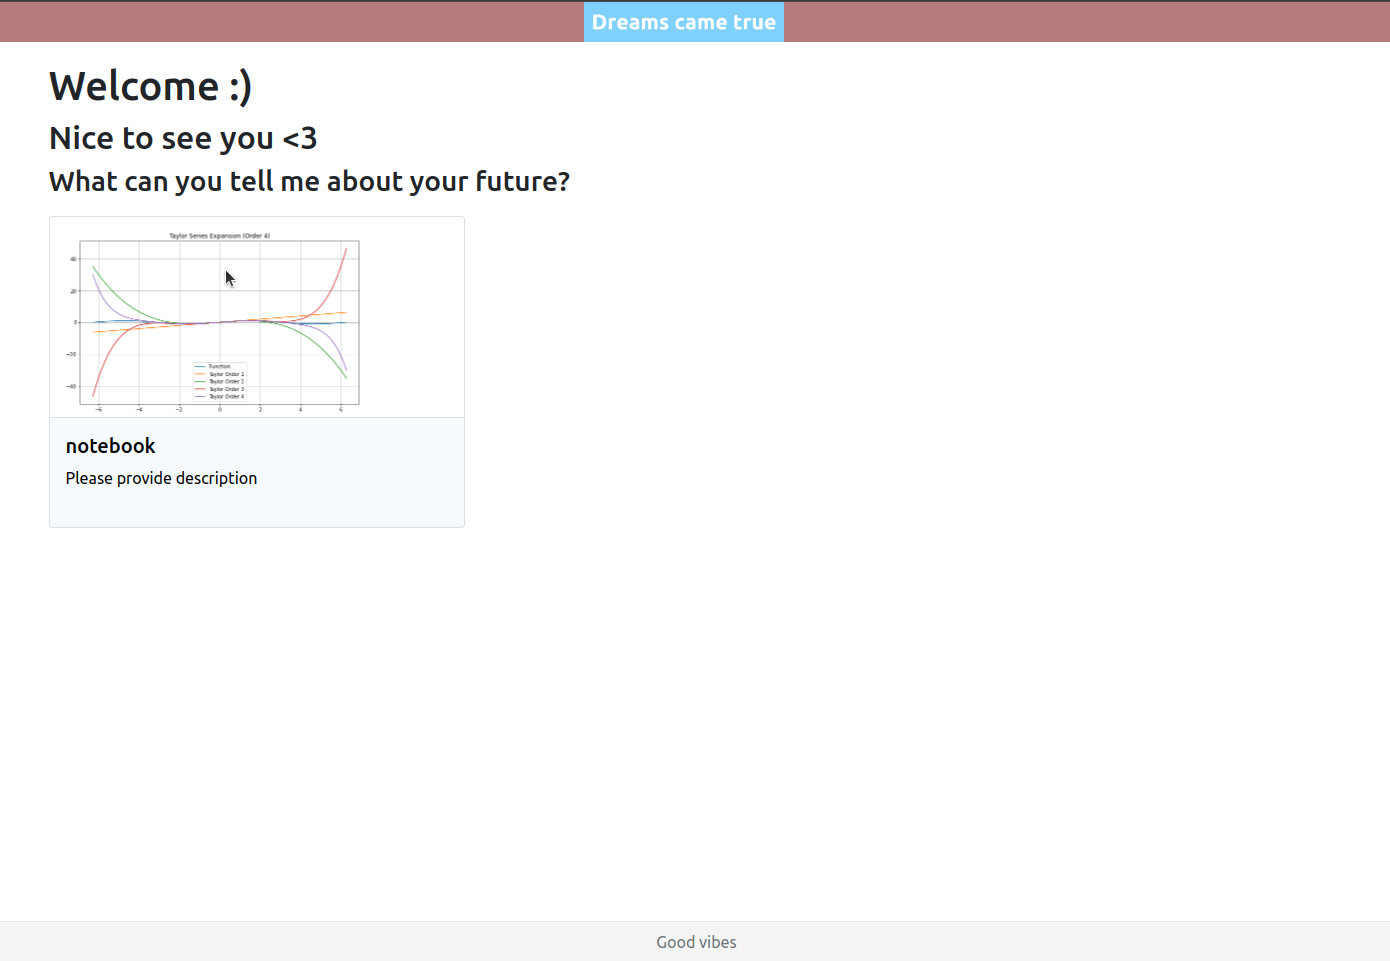 Dreams came true
Welcome :)
Nice to see you <3
What can you tell me about your future?
Taylor Series Expansion (Order 4)
40
20
0
−20
−40
Function
Taylor Order 1
Taylor Order 2
Taylor Order 3
Taylor Order 4
−6 −4 −2 0 2 4 6
notebook
Please provide description
Good vibes